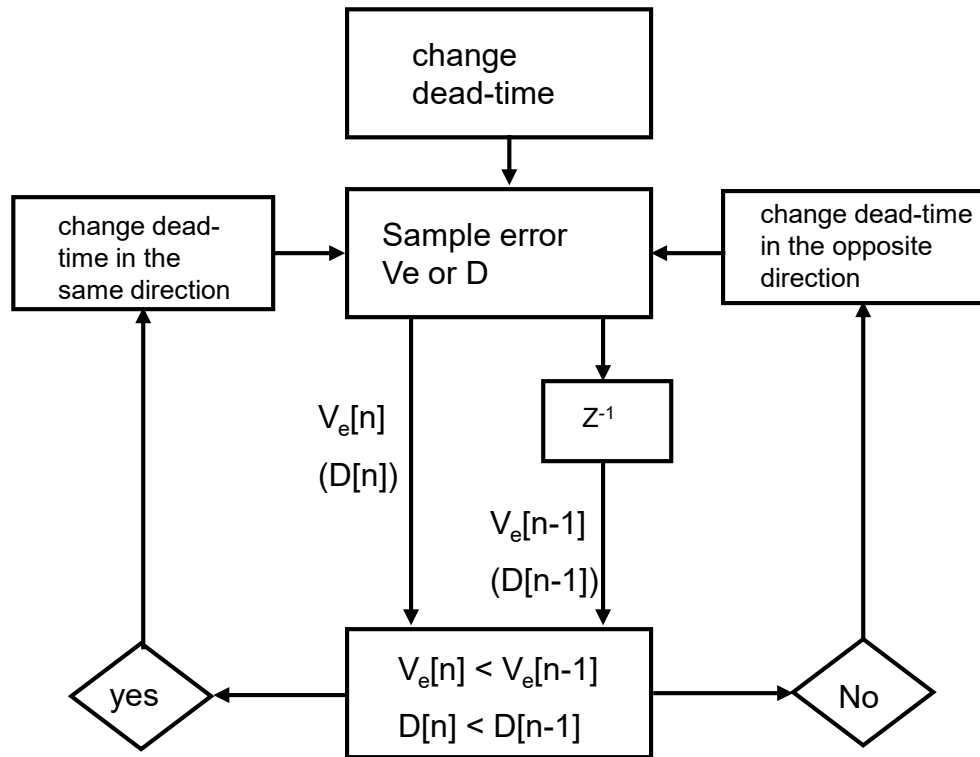 change
dead-time
change dead-
time in the
same direction
Sample error
Ve or D
change dead-time
in the opposite
direction
Vₑ[n]
(D[n])
Z⁻¹
Vₑ[n-1]
(D[n-1])
yes
Vₑ[n] < Vₑ[n-1]
D[n] < D[n-1]
No